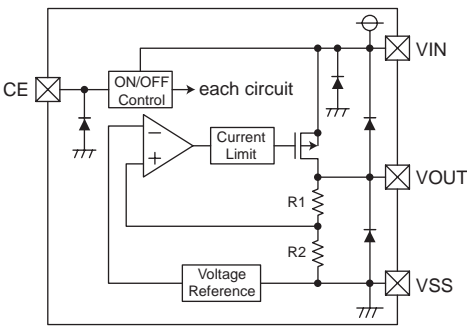 VIN
CE
ON/OFF
Control
each circuit
−
+
Current
Limit
VOUT
R1
R2
Voltage
Reference
VSS